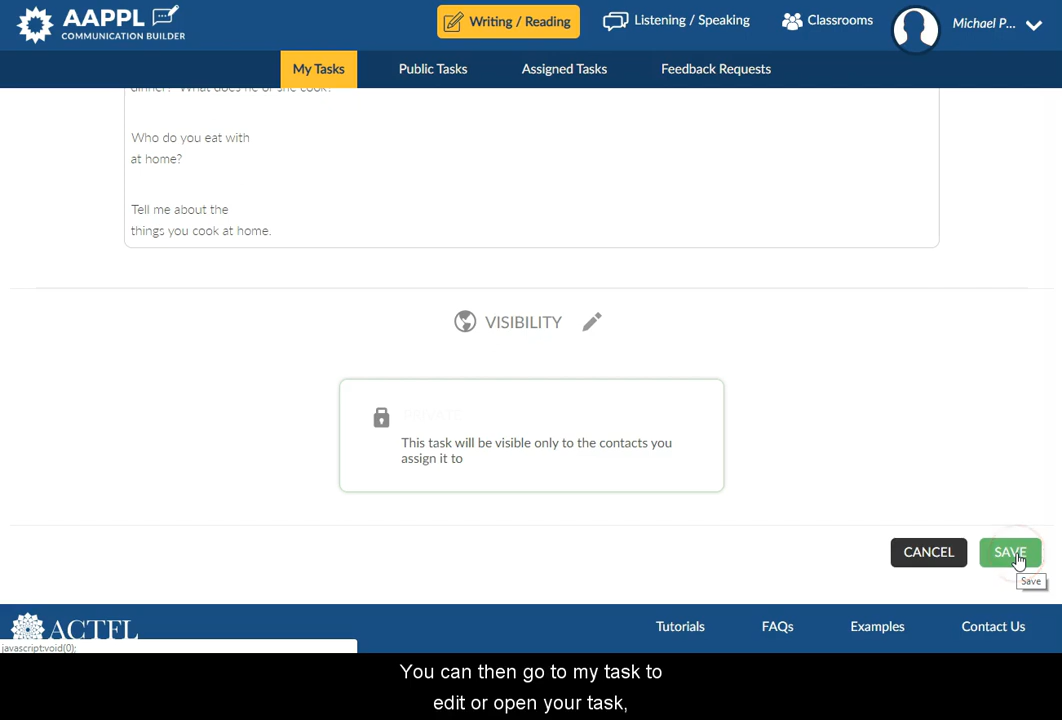 AAPPL
COMMUNICATION BUILDER
Writing / Reading
Listening / Speaking
Classrooms
Michael P...
My Tasks
Public Tasks
Assigned Tasks
Feedback Requests
dinner? What does he or she cook?
Who do you eat with
at home?
Tell me about the
things you cook at home.
VISIBILITY
PRIVATE
This task will be visible only to the contacts you
assign it to
CANCEL
SAVE
Save
ACTFL
Tutorials
FAQs
Examples
Contact Us
javascript:void(0);
You can then go to my task to
edit or open your task,